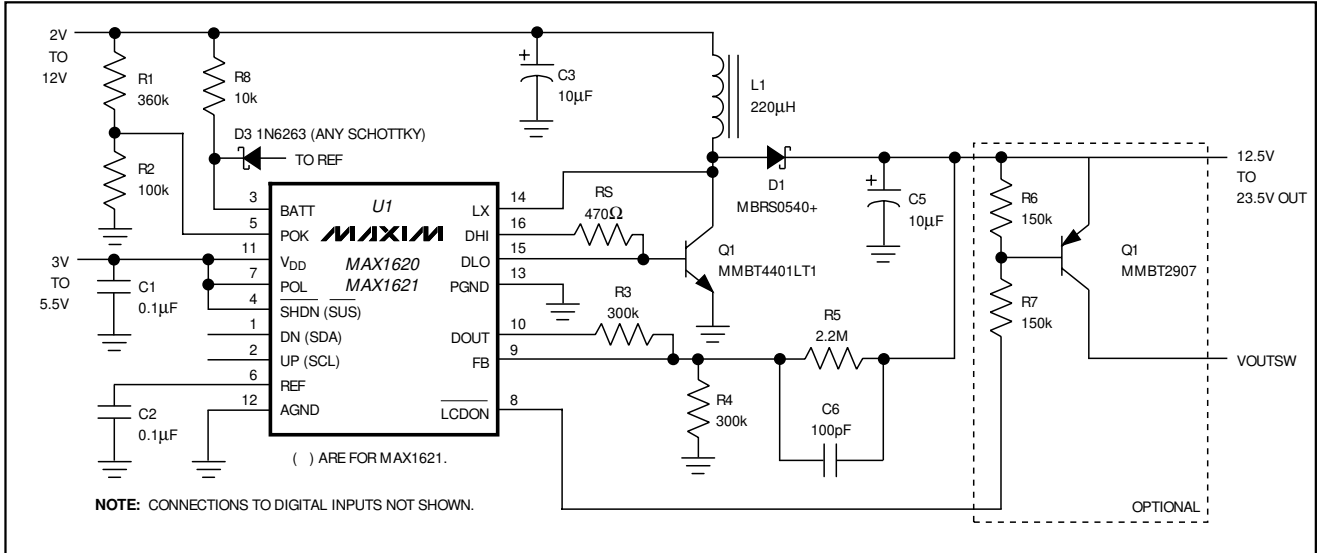 2V
TO
12V
R1
360k
R8
10k
C3
10µF
+
L1
220µH
D3 1N6263 (ANY SCHOTTKY)
TO REF
R2
100k
D1
MBRS0540+
+
C5
10µF
R6
150k
12.5V
TO
23.5V OUT
3
5
11
7
4
1
2
6
12
BATT
POK
VDD
POL
SHDN (SUS)
DN (SDA)
UP (SCL)
REF
AGND
U1
MAXIM
MAX1620
MAX1621
LX
DHI
DLO
PGND
DOUT
FB
LCDON
14
16
15
13
10
9
8
RS
470Ω
Q1
MMBT4401LT1
Q1
MMBT2907
3V
TO
5.5V
C1
0.1µF
R3
300k
R5
2.2M
R7
150k
VOUTSW
C2
0.1µF
R4
300k
C6
100pF
( ) ARE FOR MAX1621.
NOTE: CONNECTIONS TO DIGITAL INPUTS NOT SHOWN.
OPTIONAL